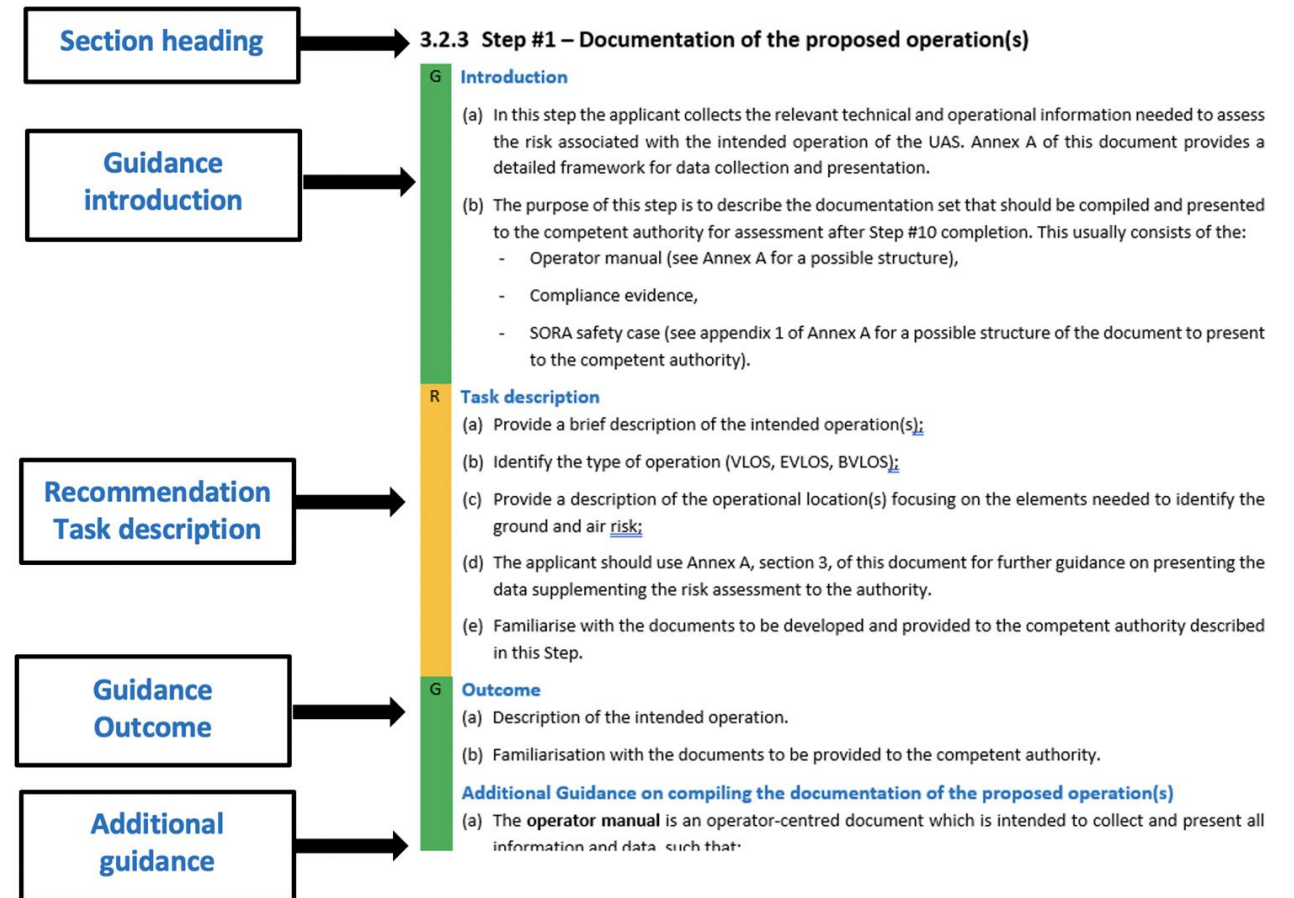 Section heading
3.2.3 Step #1 – Documentation of the proposed operation(s)
G Introduction
Guidance
introduction
(a) In this step the applicant collects the relevant technical and operational information needed to assess
the risk associated with the intended operation of the UAS. Annex A of this document provides a
detailed framework for data collection and presentation.
(b) The purpose of this step is to describe the documentation set that should be compiled and presented
to the competent authority for assessment after Step #10 completion. This usually consists of the:
- Operator manual (see Annex A for a possible structure),
- Compliance evidence,
- SORA safety case (see appendix 1 of Annex A for a possible structure of the document to present
to the competent authority).
R Task description
Recommendation
Task description
(a) Provide a brief description of the intended operation(s);
(b) Identify the type of operation (VLOS, EVLOS, BVLOS);
(c) Provide a description of the operational location(s) focusing on the elements needed to identify the
ground and air risk;
(d) The applicant should use Annex A, section 3, of this document for further guidance on presenting the
data supplementing the risk assessment to the authority.
(e) Familiarise with the documents to be developed and provided to the competent authority described
in this Step.
Guidance
Outcome
G Outcome
(a) Description of the intended operation.
(b) Familiarisation with the documents to be provided to the competent authority.
Additional
guidance
Additional Guidance on compiling the documentation of the proposed operation(s)
(a) The operator manual is an operator-centred document which is intended to collect and present all
information and data, such that: